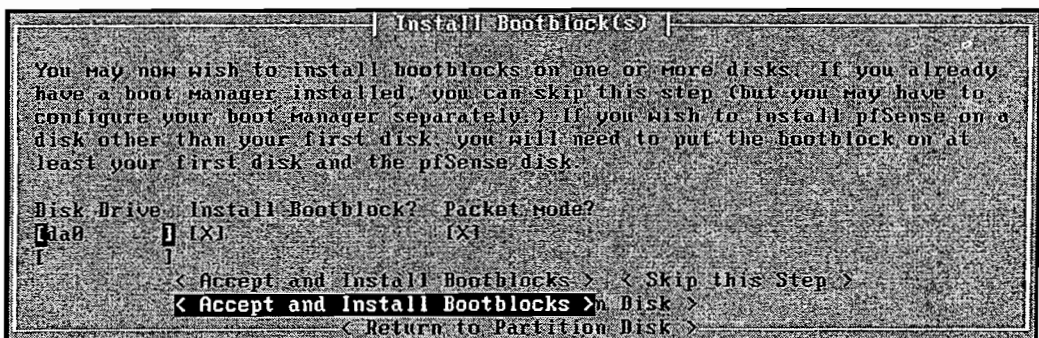 Install Bootblock(s)
You may now wish to install bootblocks on one or more disks. If you already
have a boot manager installed, you can skip this step (but you may have to
configure your boot manager separately.) If you wish to install pfSense on a
disk other than your first disk, you will need to put the bootblock on at
least your first disk and the pfSense disk.
Disk Drive Install Bootblock? Packet mode?
[da0 ] [X] [X]
[ ]
< Accept and Install Bootblocks > < Skip this Step >
< Accept and Install Bootblocks >n Disk >
< Return to Partition Disk >